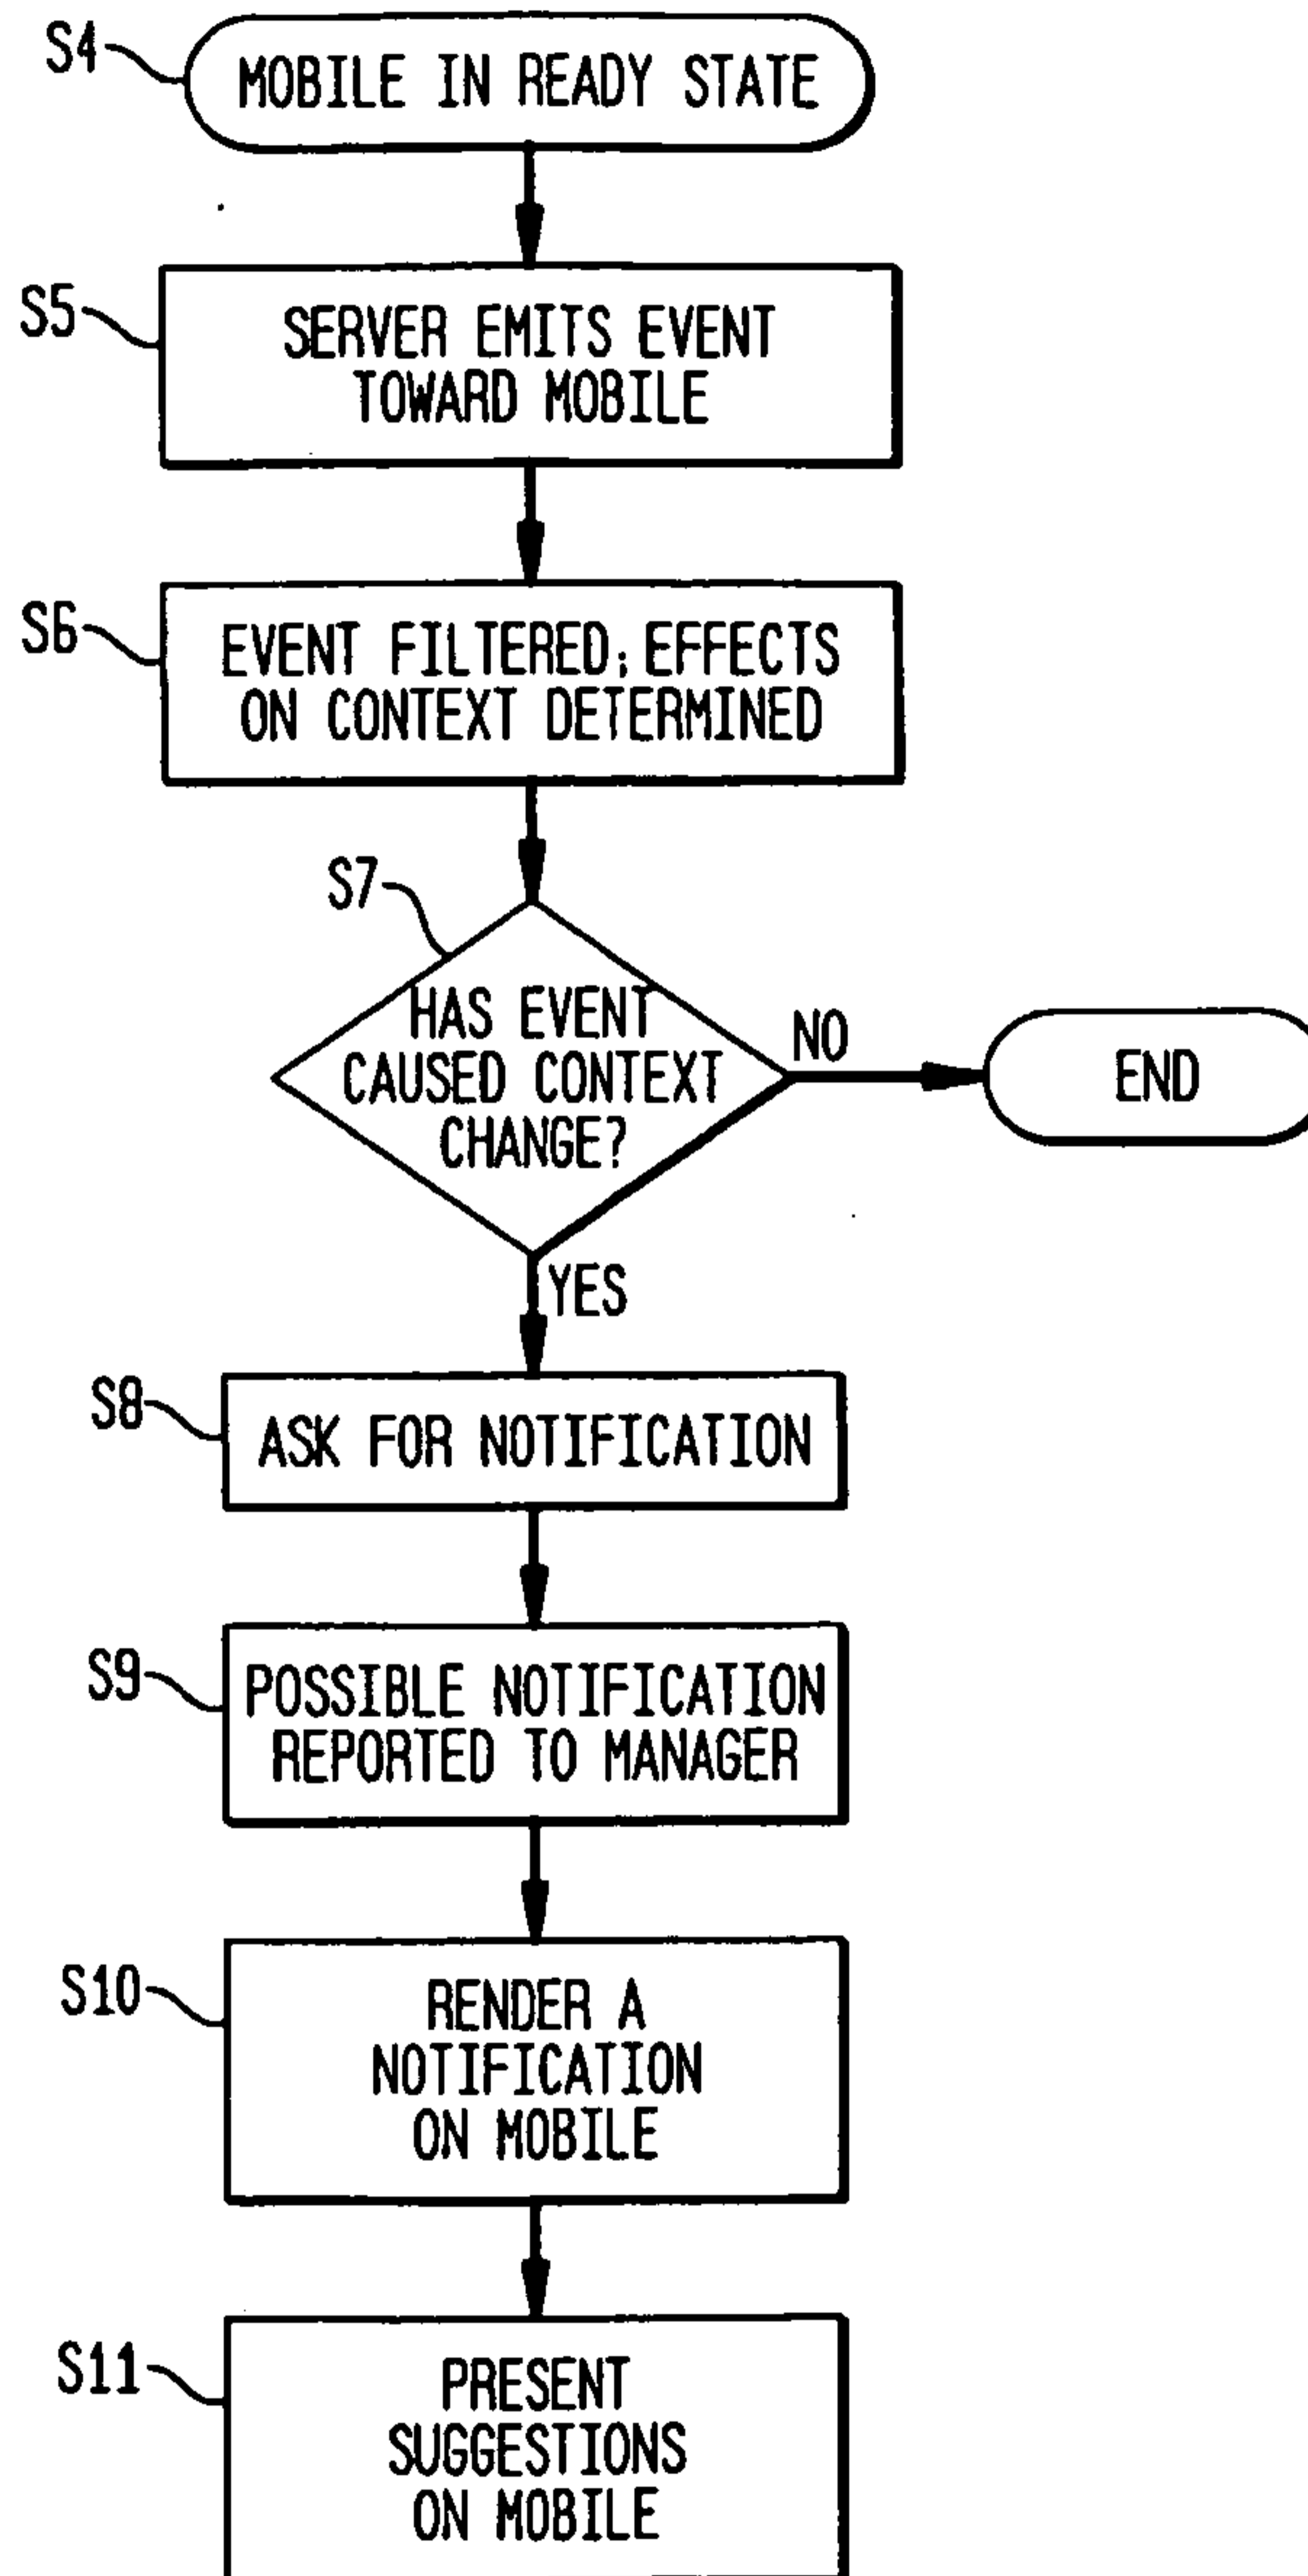 S4
MOBILE IN READY STATE
S5
SERVER EMITS EVENT
TOWARD MOBILE
S6
EVENT FILTERED; EFFECTS
ON CONTEXT DETERMINED
S7
HAS EVENT
CAUSED CONTEXT
CHANGE?
NO
END
YES
S8
ASK FOR NOTIFICATION
S9
POSSIBLE NOTIFICATION
REPORTED TO MANAGER
S10
RENDER A
NOTIFICATION
ON MOBILE
S11
PRESENT
SUGGESTIONS
ON MOBILE